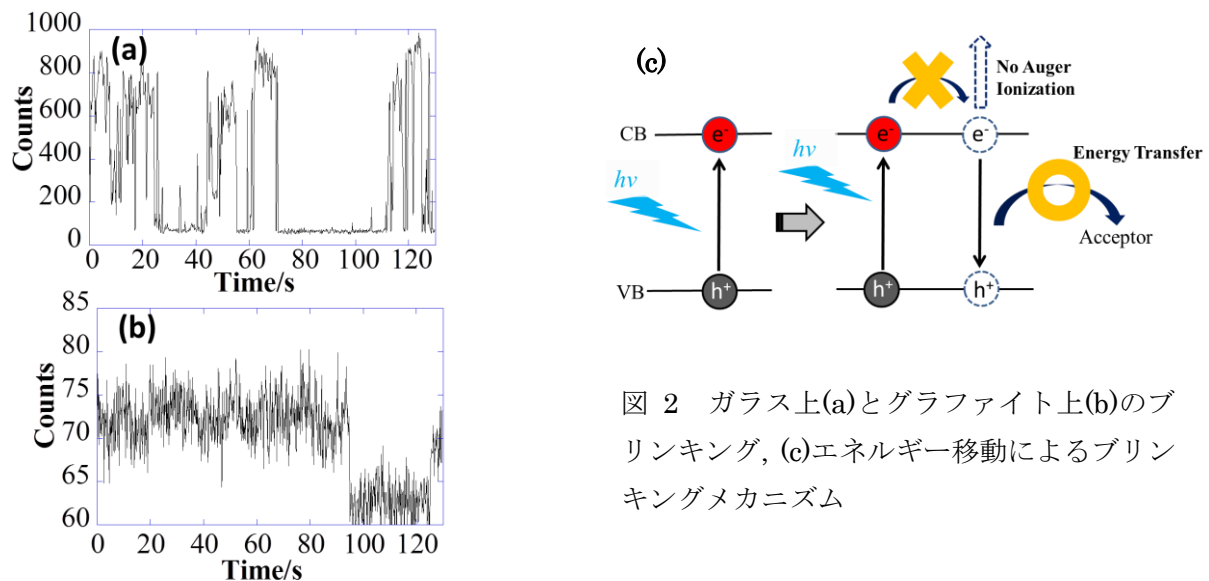 (a)
1000
800
600
400
200
0
Counts
0 20 40 60 80 100 120
Time/s
(b)
85
80
75
70
65
60
Counts
0 20 40 60 80 100 120
Time/s
(c)
No Auger
Ionization
CB
e-
e-
e-
hν
hν
Energy Transfer
Acceptor
VB
h+
h+
h+
図 2 ガラス上(a)とグラファイト上(b)のブ
リンキング, (c)エネルギー移動によるブリン
キングメカニズム